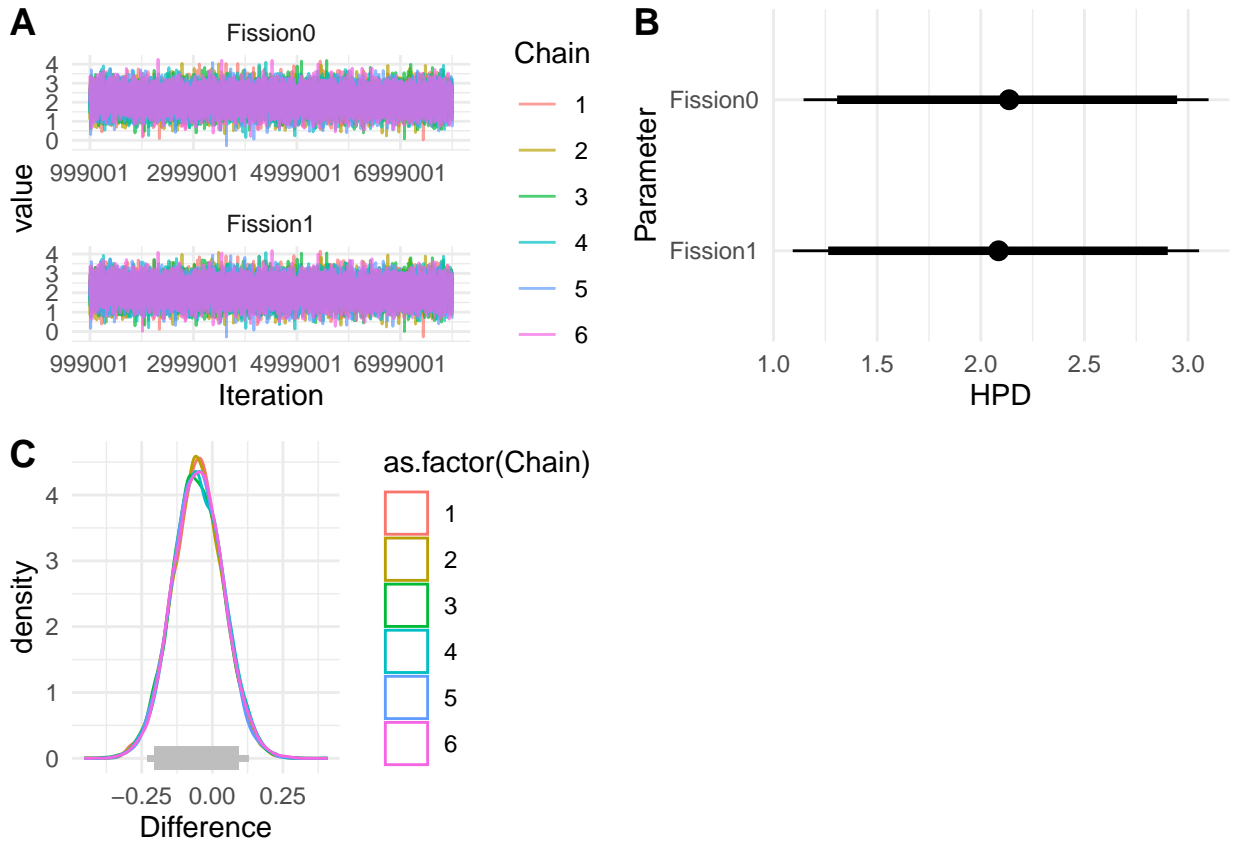 A
Fission0
4
3
2
1
0
999001 2999001 4999001 6999001
value
Fission1
4
3
2
1
0
999001 2999001 4999001 6999001
Iteration
Chain
1
2
3
4
5
6
B
Parameter
Fission0
Fission1
1.0 1.5 2.0 2.5 3.0
HPD
C
density
4
3
2
1
0
−0.25 0.00 0.25
Difference
as.factor(Chain)
1
2
3
4
5
6